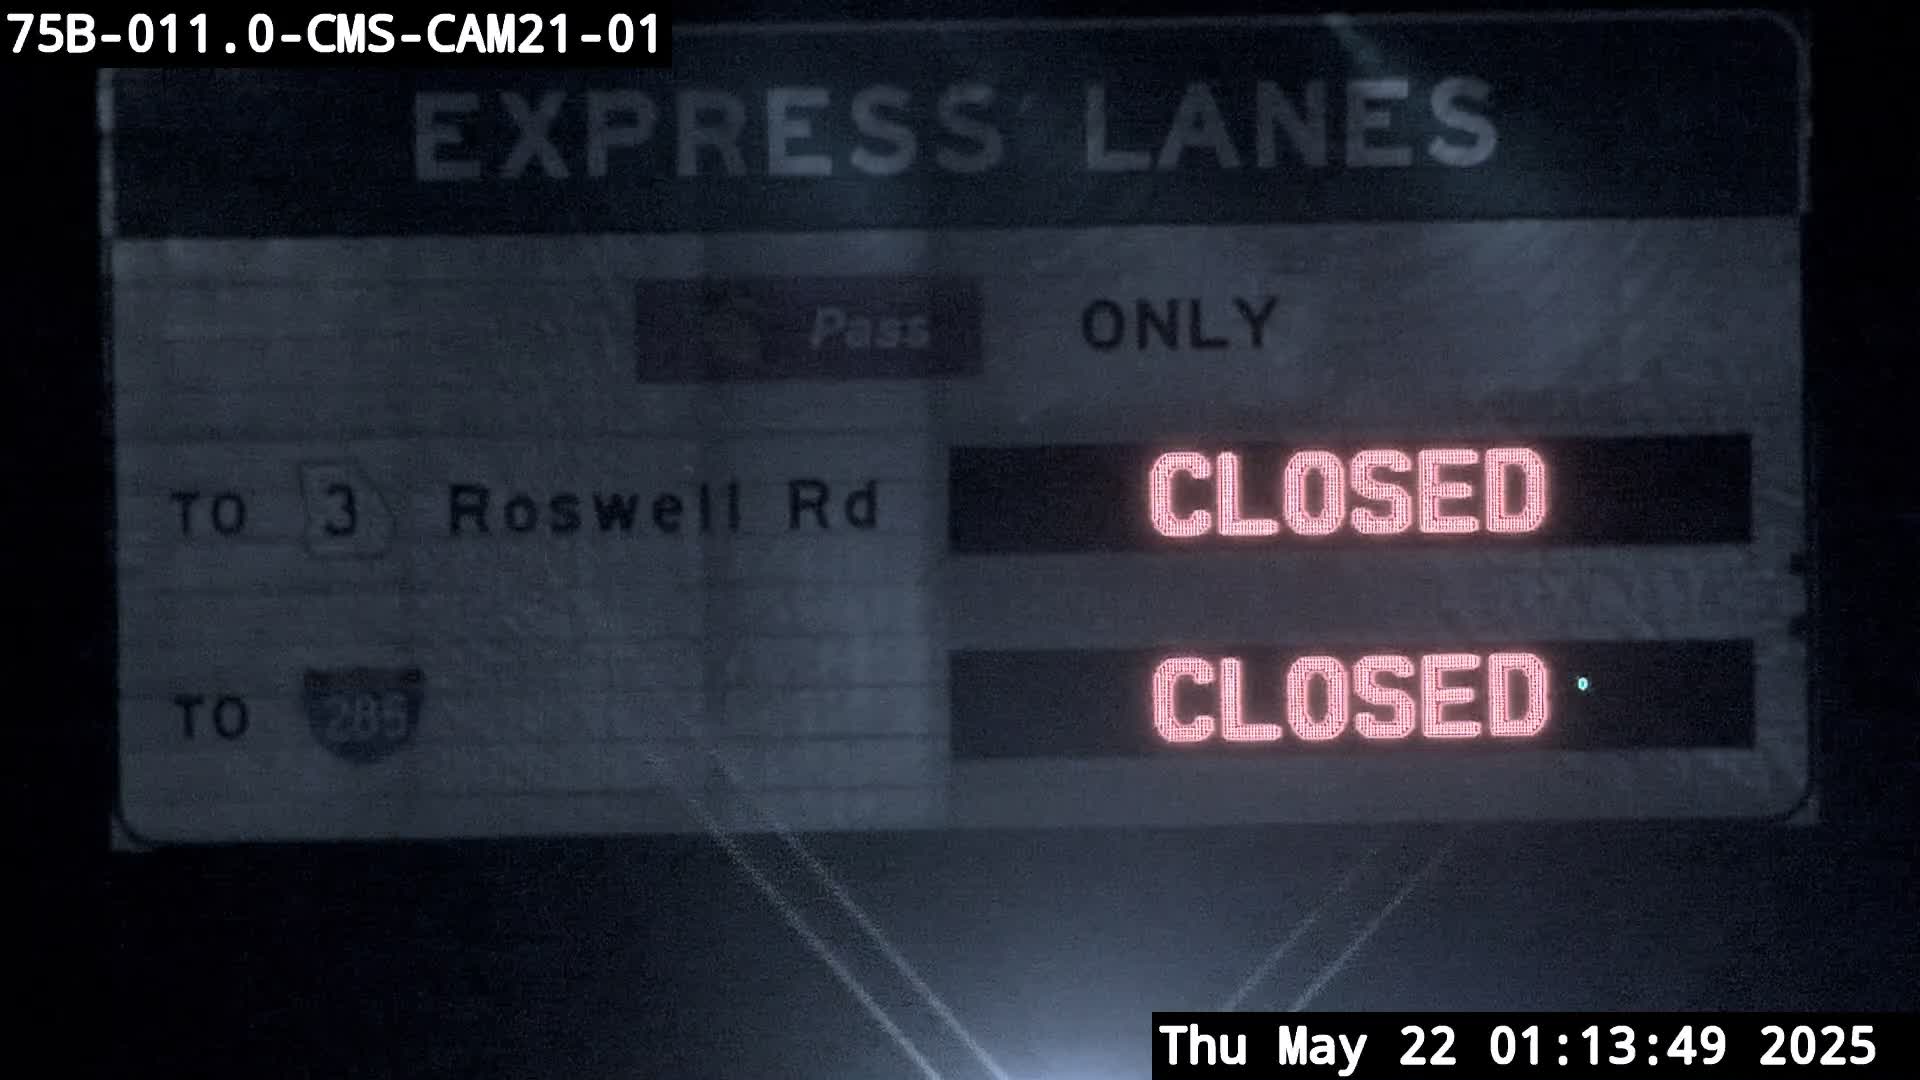 75B-011.0-CMS-CAM21-01
EXPRESS LANES
Pass ONLY
TO 3 Roswell Rd CLOSED
TO 285 CLOSED
Thu May 22 01:13:49 2025